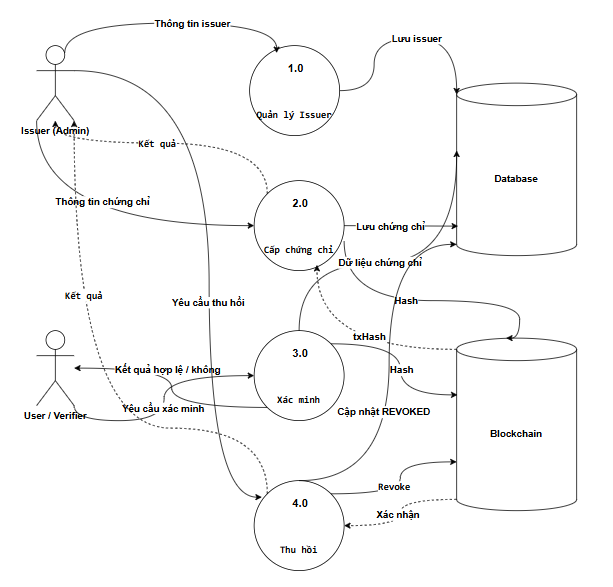 Thông tin issuer
Lưu issuer
1.0
Quản lý Issuer
Issuer (Admin)
Kết quả
Database
2.0
Thông tin chứng chỉ
Lưu chứng chỉ
Cấp chứng chỉ
Dữ liệu chứng chỉ
Kết quả
Yêu cầu thu hồi
Hash
txHash
3.0
Kết quả hợp lệ / không
Hash
Xác minh
Yêu cầu xác minh
Cập nhật REVOKED
User / Verifier
Blockchain
Revoke
4.0
Xác nhận
Thu hồi